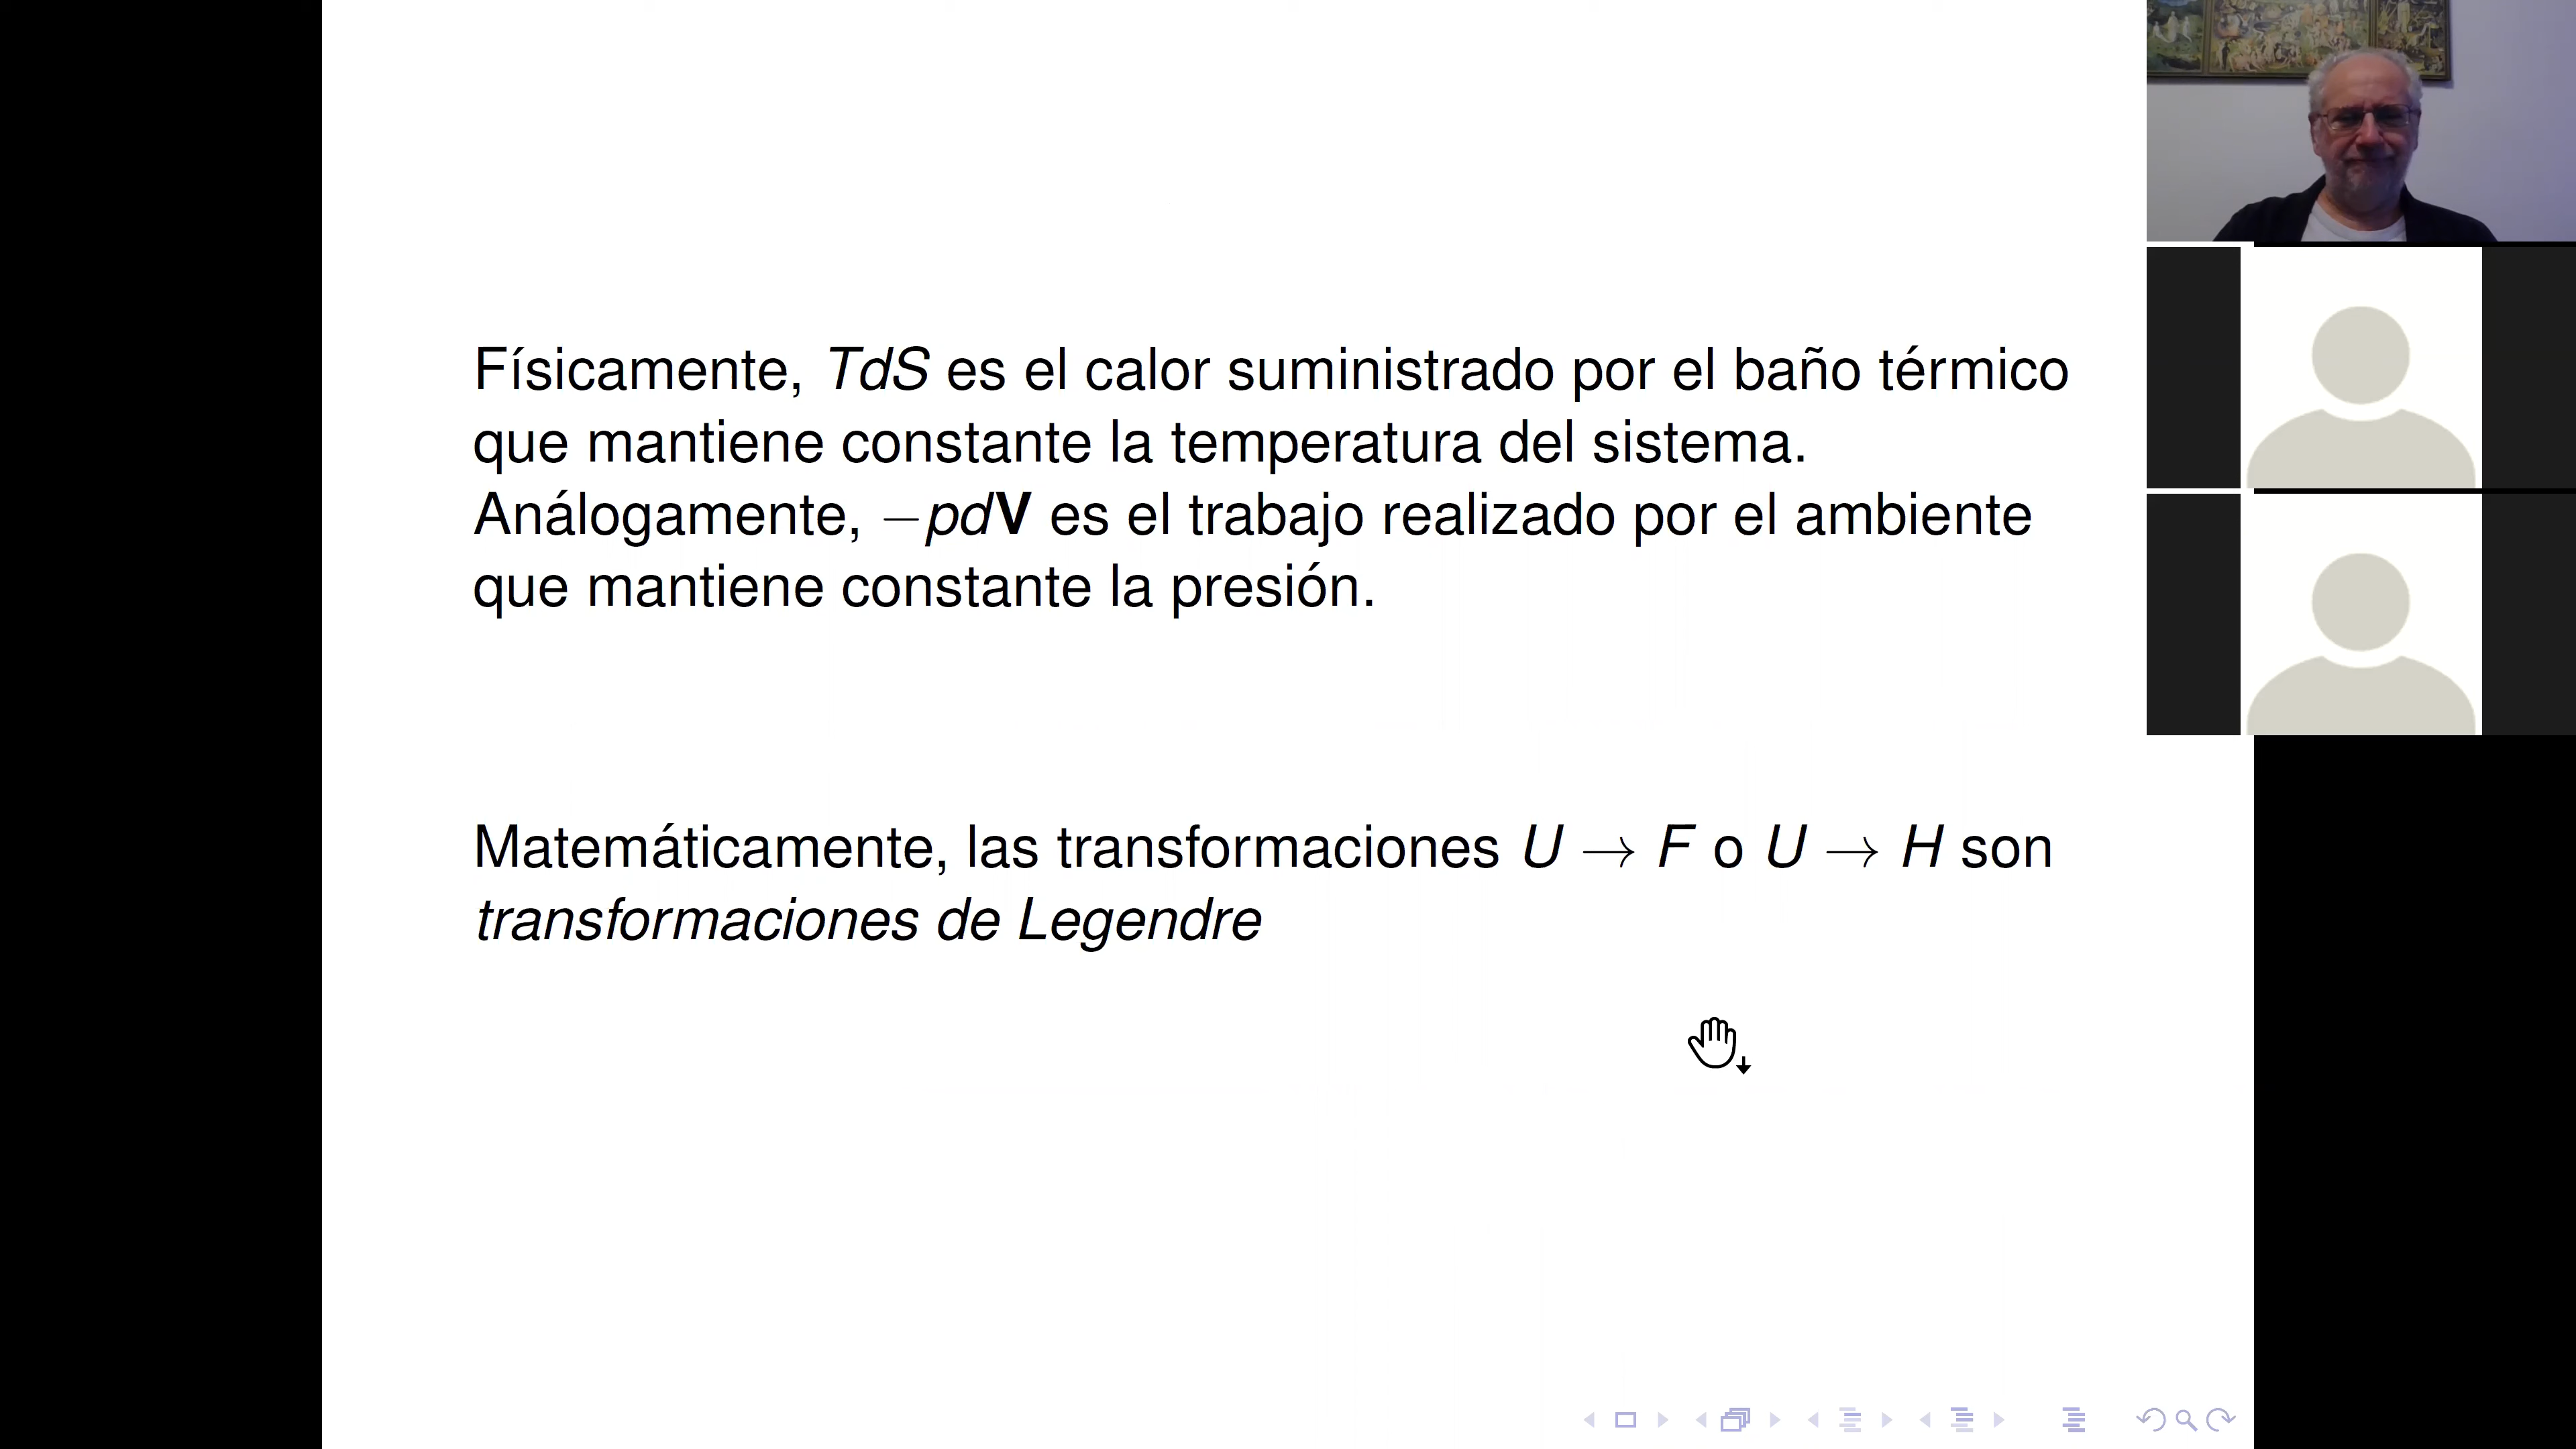 Físicamente, TdS es el calor suministrado por el baño térmico
que mantiene constante la temperatura del sistema.
Análogamente, −pdV es el trabajo realizado por el ambiente
que mantiene constante la presión.
Matemáticamente, las transformaciones U → F o U → H son
transformaciones de Legendre